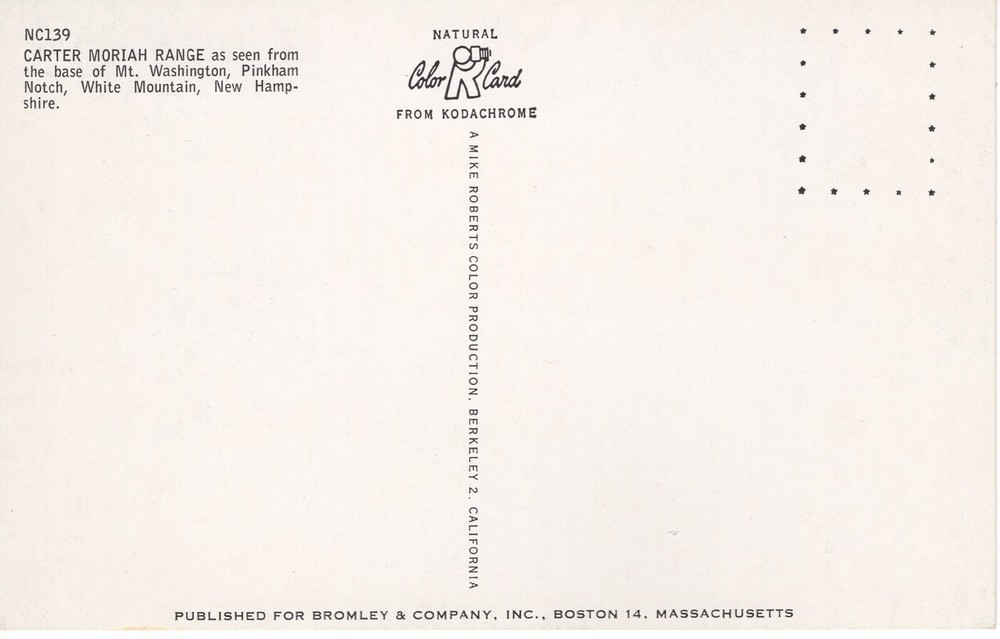 NC139
CARTER MORIAH RANGE as seen from
the base of Mt. Washington, Pinkham
Notch, White Mountain, New Hamp-
shire.
NATURAL
Color Card
FROM KODACHROME
A MIKE ROBERTS COLOR PRODUCTION. BERKELEY 2. CALIFORNIA
PUBLISHED FOR BROMLEY & COMPANY, INC., BOSTON 14, MASSACHUSETTS